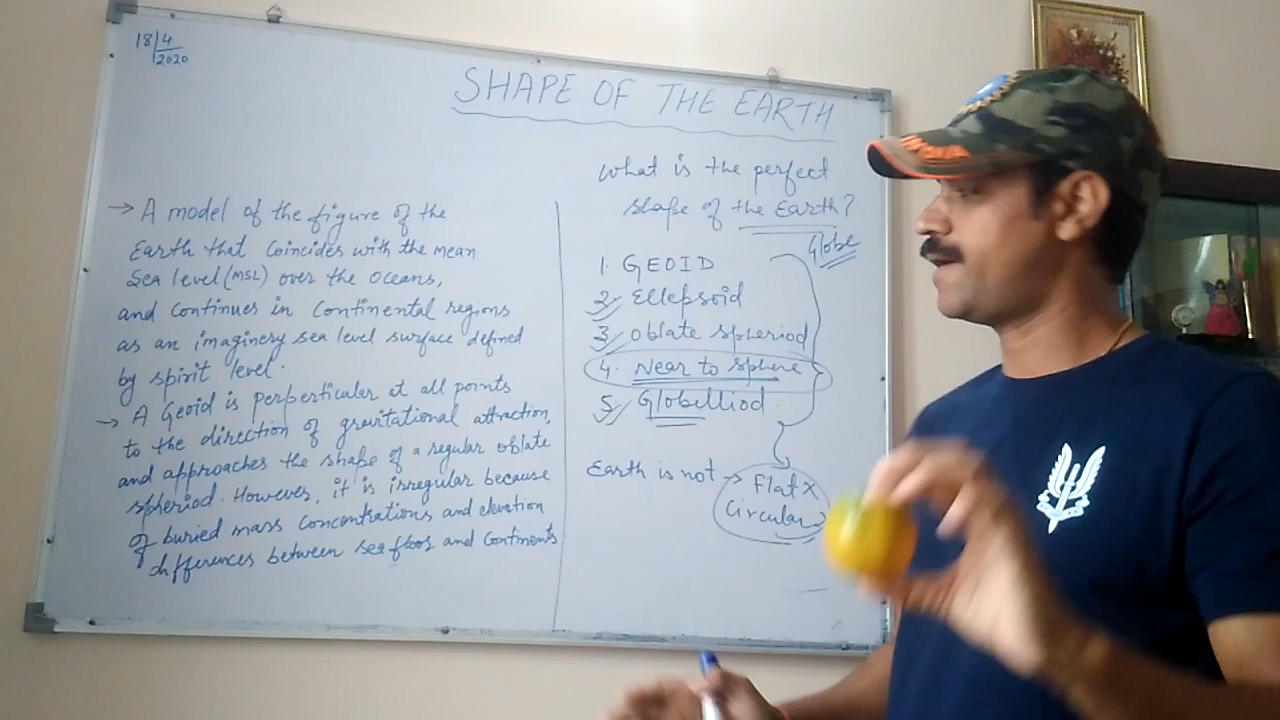 18/4/2020
SHAPE OF THE EARTH
→ A model of the figure of the
Earth that Coincides with the mean
Sea level (MSL) over the Oceans,
and Continues in Continental regions
as an imaginery sea level surface defined
by spirit level.
→ A Geoid is perperticular at all points
to the direction of gravitational attraction,
and approaches the shape of a regular oblate
spheriod. However, it is irregular because
of buried mass Concentrations and elevation
differences between sea floor and Continents
What is the perfect
shape of the Earth?
Globe
1. GEOID
2. Ellepsoid
3. Oblate spheriod
4. Near to sphere
5. Globelliod
Earth is not → Flat X
Circular